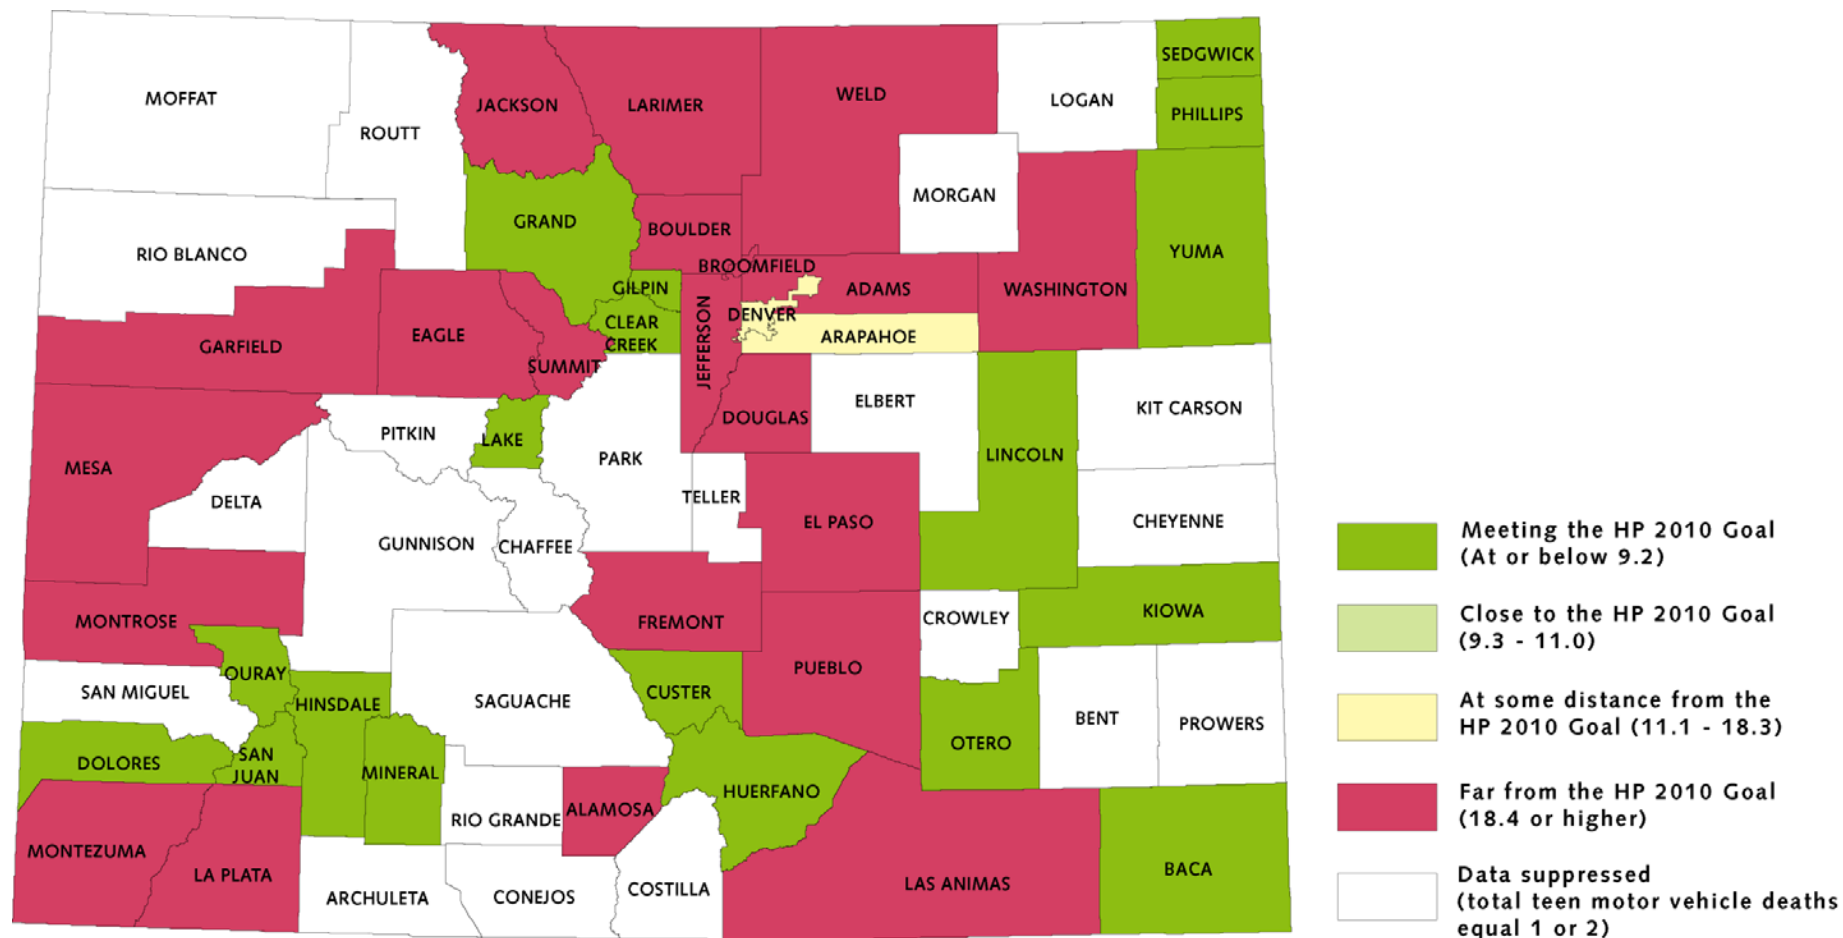 SEDGWICK
MOFFAT
JACKSON
LARIMER
WELD
LOGAN
PHILLIPS
ROUTT
MORGAN
GRAND
BOULDER
YUMA
RIO BLANCO
BROOMFIELD
GILPIN
ADAMS
WASHINGTON
CLEAR
CREEK
DENVER
ARAPAHOE
EAGLE
GARFIELD
SUMMIT
JEFFERSON
ELBERT
KIT CARSON
DOUGLAS
PITKIN
LAKE
LINCOLN
PARK
MESA
TELLER
DELTA
EL PASO
CHEYENNE
GUNNISON
CHAFFEE
KIOWA
MONTROSE
FREMONT
CROWLEY
PUEBLO
OURAY
SAN MIGUEL
HINSDALE
SAGUACHE
CUSTER
BENT
PROWERS
OTERO
DOLORES
SAN
JUAN
MINERAL
HUERFANO
ALAMOSA
RIO GRANDE
MONTEZUMA
LA PLATA
ARCHULETA
CONEJOS
COSTILLA
LAS ANIMAS
BACA
Meeting the HP 2010 Goal
(At or below 9.2)
Close to the HP 2010 Goal
(9.3 - 11.0)
At some distance from the
HP 2010 Goal (11.1 - 18.3)
Far from the HP 2010 Goal
(18.4 or higher)
Data suppressed
(total teen motor vehicle deaths
equal 1 or 2)